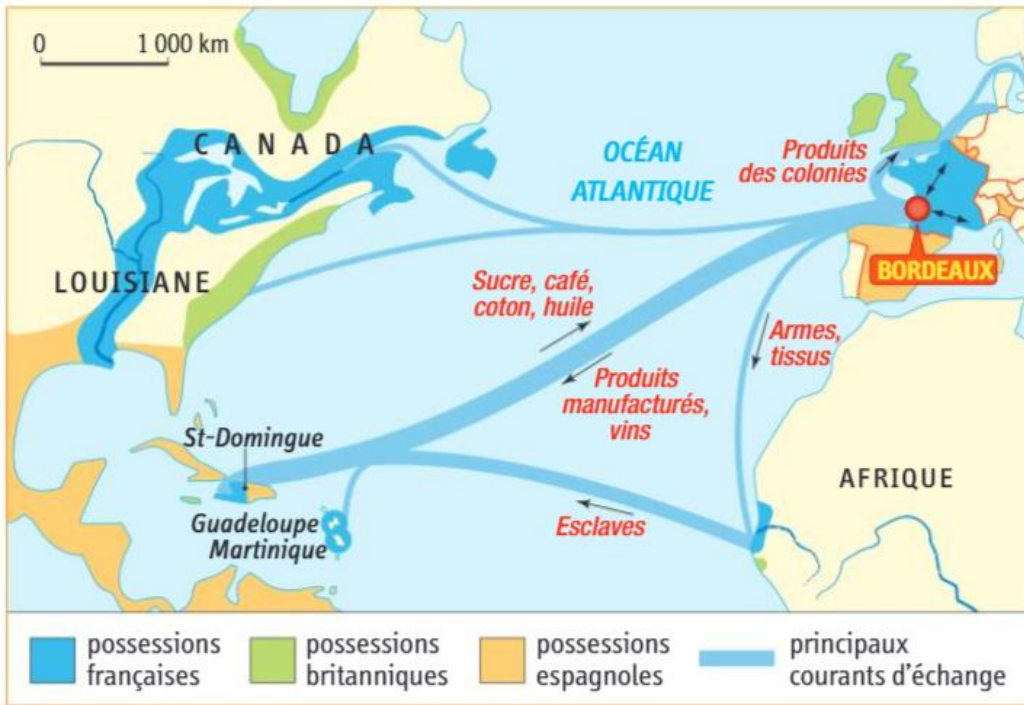 0 1 000 km
CANADA
OCÉAN
ATLANTIQUE
Produits
des colonies
LOUISIANE
BORDEAUX
Sucre, café,
coton, huile
Armes,
tissus
Produits
manufacturés,
vins
St-Domingue
AFRIQUE
Guadeloupe
Martinique
Esclaves
possessions
françaises
possessions
britanniques
possessions
espagnoles
principaux
courants d'échange